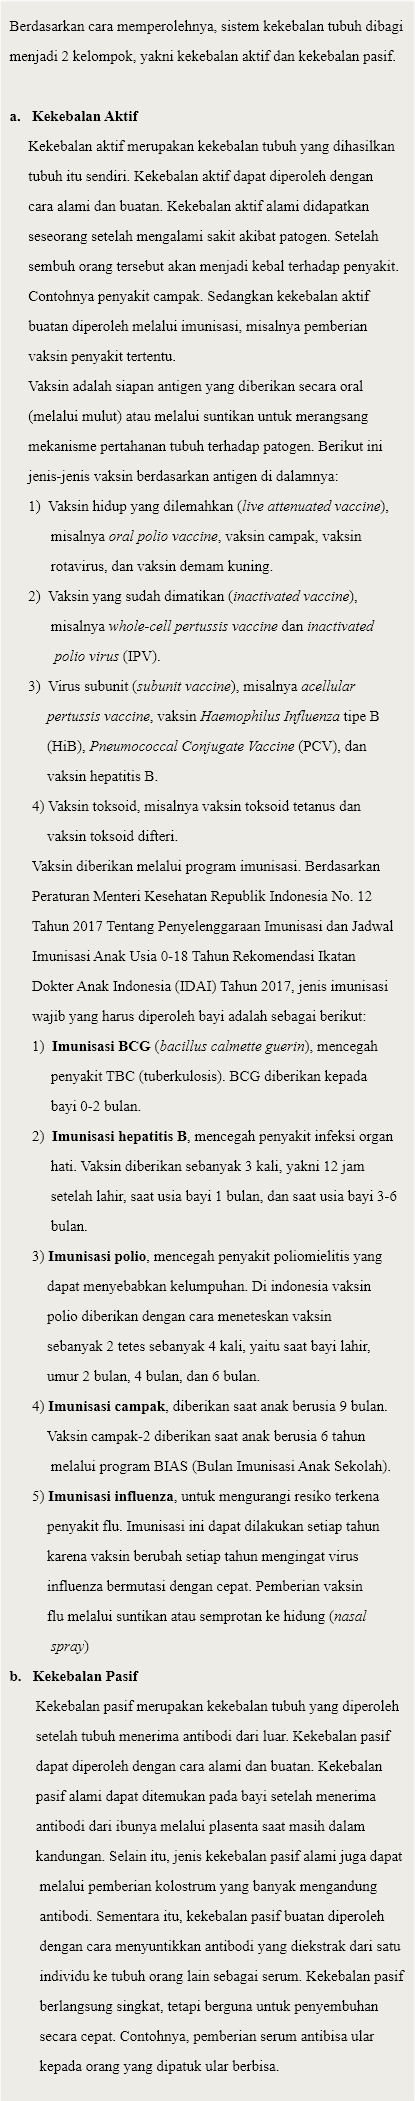 Berdasarkan cara memperolehnya, sistem kekebalan tubuh dibagi
menjadi 2 kelompok, yakni kekebalan aktif dan kekebalan pasif.
a. Kekebalan Aktif
Kekebalan aktif merupakan kekebalan tubuh yang dihasilkan
tubuh itu sendiri. Kekebalan aktif dapat diperoleh dengan
cara alami dan buatan. Kekebalan aktif alami didapatkan
seseorang setelah mengalami sakit akibat patogen. Setelah
sembuh orang tersebut akan menjadi kebal terhadap penyakit.
Contohnya penyakit campak. Sedangkan kekebalan aktif
buatan diperoleh melalui imunisasi, misalnya pemberian
vaksin penyakit tertentu.
Vaksin adalah siapan antigen yang diberikan secara oral
(melalui mulut) atau melalui suntikan untuk merangsang
mekanisme pertahanan tubuh terhadap patogen. Berikut ini
jenis-jenis vaksin berdasarkan antigen di dalamnya:
1) Vaksin hidup yang dilemahkan (live attenuated vaccine),
misalnya oral polio vaccine, vaksin campak, vaksin
rotavirus, dan vaksin demam kuning.
2) Vaksin yang sudah dimatikan (inactivated vaccine),
misalnya whole-cell pertussis vaccine dan inactivated
polio virus (IPV).
3) Virus subunit (subunit vaccine), misalnya acellular
pertussis vaccine, vaksin Haemophilus Influenza tipe B
(HiB), Pneumococcal Conjugate Vaccine (PCV), dan
vaksin hepatitis B.
4) Vaksin toksoid, misalnya vaksin toksoid tetanus dan
vaksin toksoid difteri.
Vaksin diberikan melalui program imunisasi. Berdasarkan
Peraturan Menteri Kesehatan Republik Indonesia No. 12
Tahun 2017 Tentang Penyelenggaraan Imunisasi dan Jadwal
Imunisasi Anak Usia 0-18 Tahun Rekomendasi Ikatan
Dokter Anak Indonesia (IDAI) Tahun 2017, jenis imunisasi
wajib yang harus diperoleh bayi adalah sebagai berikut:
1) Imunisasi BCG (bacillus calmette guerin), mencegah
penyakit TBC (tuberkulosis). BCG diberikan kepada
bayi 0-2 bulan.
2) Imunisasi hepatitis B, mencegah penyakit infeksi organ
hati. Vaksin diberikan sebanyak 3 kali, yakni 12 jam
setelah lahir, saat usia bayi 1 bulan, dan saat usia bayi 3-6
bulan.
3) Imunisasi polio, mencegah penyakit poliomielitis yang
dapat menyebabkan kelumpuhan. Di indonesia vaksin
polio diberikan dengan cara meneteskan vaksin
sebanyak 2 tetes sebanyak 4 kali, yaitu saat bayi lahir,
umur 2 bulan, 4 bulan, dan 6 bulan.
4) Imunisasi campak, diberikan saat anak berusia 9 bulan.
Vaksin campak-2 diberikan saat anak berusia 6 tahun
melalui program BIAS (Bulan Imunisasi Anak Sekolah).
5) Imunisasi influenza, untuk mengurangi resiko terkena
penyakit flu. Imunisasi ini dapat dilakukan setiap tahun
karena vaksin berubah setiap tahun mengingat virus
influenza bermutasi dengan cepat. Pemberian vaksin
flu melalui suntikan atau semprotan ke hidung (nasal
spray)
b. Kekebalan Pasif
Kekebalan pasif merupakan kekebalan tubuh yang diperoleh
setelah tubuh menerima antibodi dari luar. Kekebalan pasif
dapat diperoleh dengan cara alami dan buatan. Kekebalan
pasif alami dapat ditemukan pada bayi setelah menerima
antibodi dari ibunya melalui plasenta saat masih dalam
kandungan. Selain itu, jenis kekebalan pasif alami juga dapat
melalui pemberian kolostrum yang banyak mengandung
antibodi. Sementara itu, kekebalan pasif buatan diperoleh
dengan cara menyuntikkan antibodi yang diekstrak dari satu
individu ke tubuh orang lain sebagai serum. Kekebalan pasif
berlangsung singkat, tetapi berguna untuk penyembuhan
secara cepat. Contohnya, pemberian serum antibisa ular
kepada orang yang dipatuk ular berbisa.